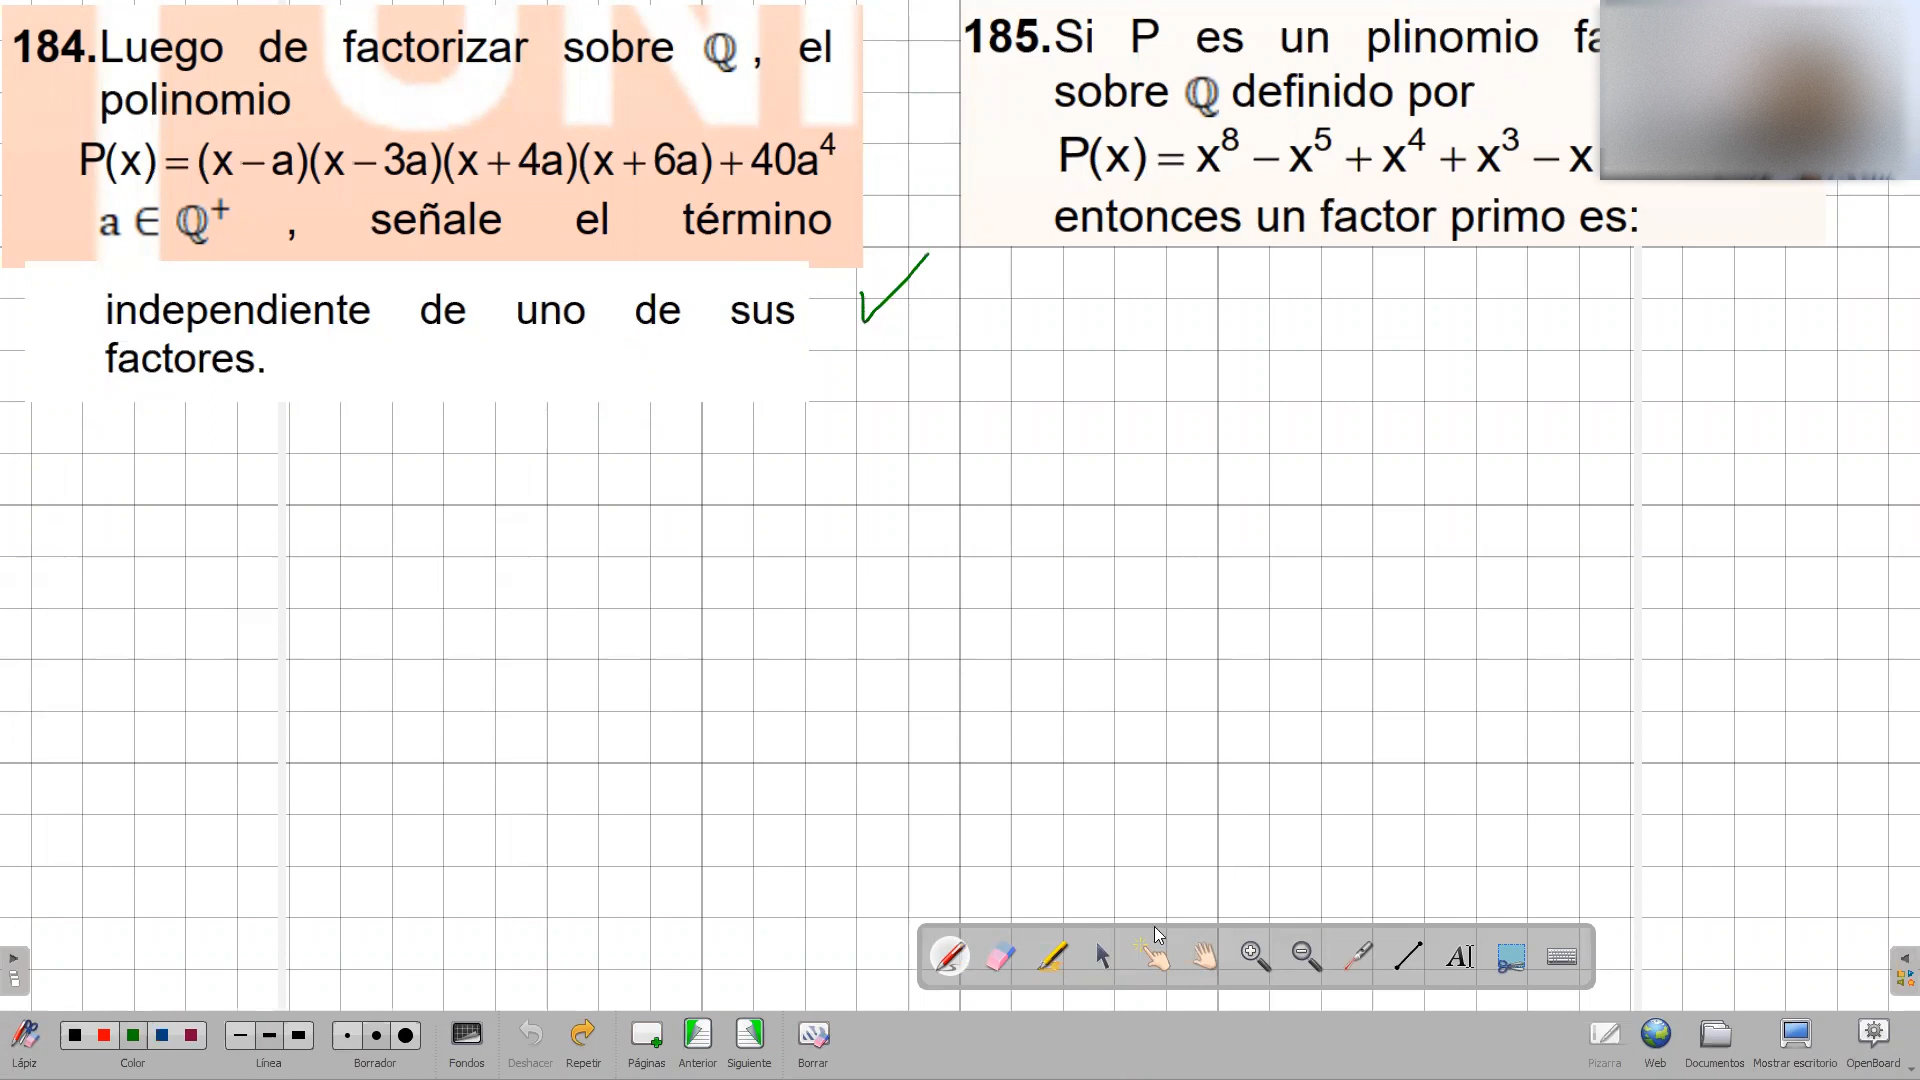 184. Luego de factorizar sobre ℚ, el
polinomio
P(x) = (x − a)(x − 3a)(x + 4a)(x + 6a) + 40a⁴
a ∈ ℚ⁺ , señale el término
independiente de uno de sus
factores.
UNI
185. Si P es un plinomio
sobre ℚ definido por
P(x) = x⁸ − x⁵ + x⁴ + x³ − x
entonces un factor primo es:
A
Lápiz
Color
Línea
Borrador
Fondos
Deshacer
Repetir
Páginas
Anterior
Siguiente
Borrar
Pizarra
Web
Documentos
Mostrar escritorio
OpenBoard